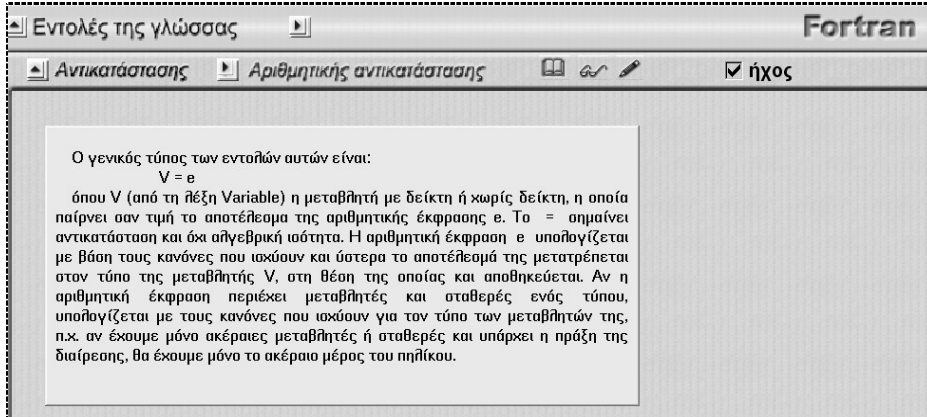 Εντολές της γλώσσας Fortran
Αντικατάστασης Αριθμητικής αντικατάστασης ήχος
Ο γενικός τύπος των εντολών αυτών είναι:
V = e
όπου V (από τη λέξη Variable) η μεταβλητή με δείκτη ή χωρίς δείκτη, η οποία
παίρνει σαν τιμή το αποτέλεσμα της αριθμητικής έκφρασης e. Το = σημαίνει
αντικατάσταση και όχι αλγεβρική ισότητα. Η αριθμητική έκφραση e υπολογίζεται
με βάση τους κανόνες που ισχύουν και ύστερα το αποτέλεσμά της μετατρέπεται
στον τύπο της μεταβλητής V, στη θέση της οποίας και αποθηκεύεται. Αν η
αριθμητική έκφραση περιέχει μεταβλητές και σταθερές ενός τύπου,
υπολογίζεται με τους κανόνες που ισχύουν για τον τύπο των μεταβλητών της,
π.χ. αν έχουμε μόνο ακέραιες μεταβλητές ή σταθερές και υπάρχει η πράξη της
διαίρεσης, θα έχουμε μόνο το ακέραιο μέρος του πηλίκου.